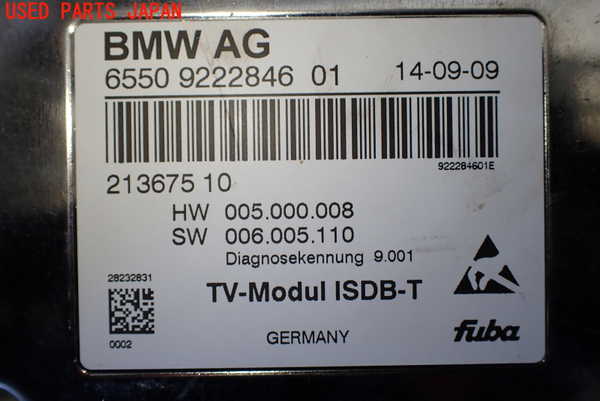 USED PARTS JAPAN
BMW AG
6550 9222846 01 14-09-09
922284601E
213675 10
HW 005.000.008
SW 006.005.110
Diagnosekennung 9.001
28232831
TV-Modul ISDB-T
0002
GERMANY
fuba